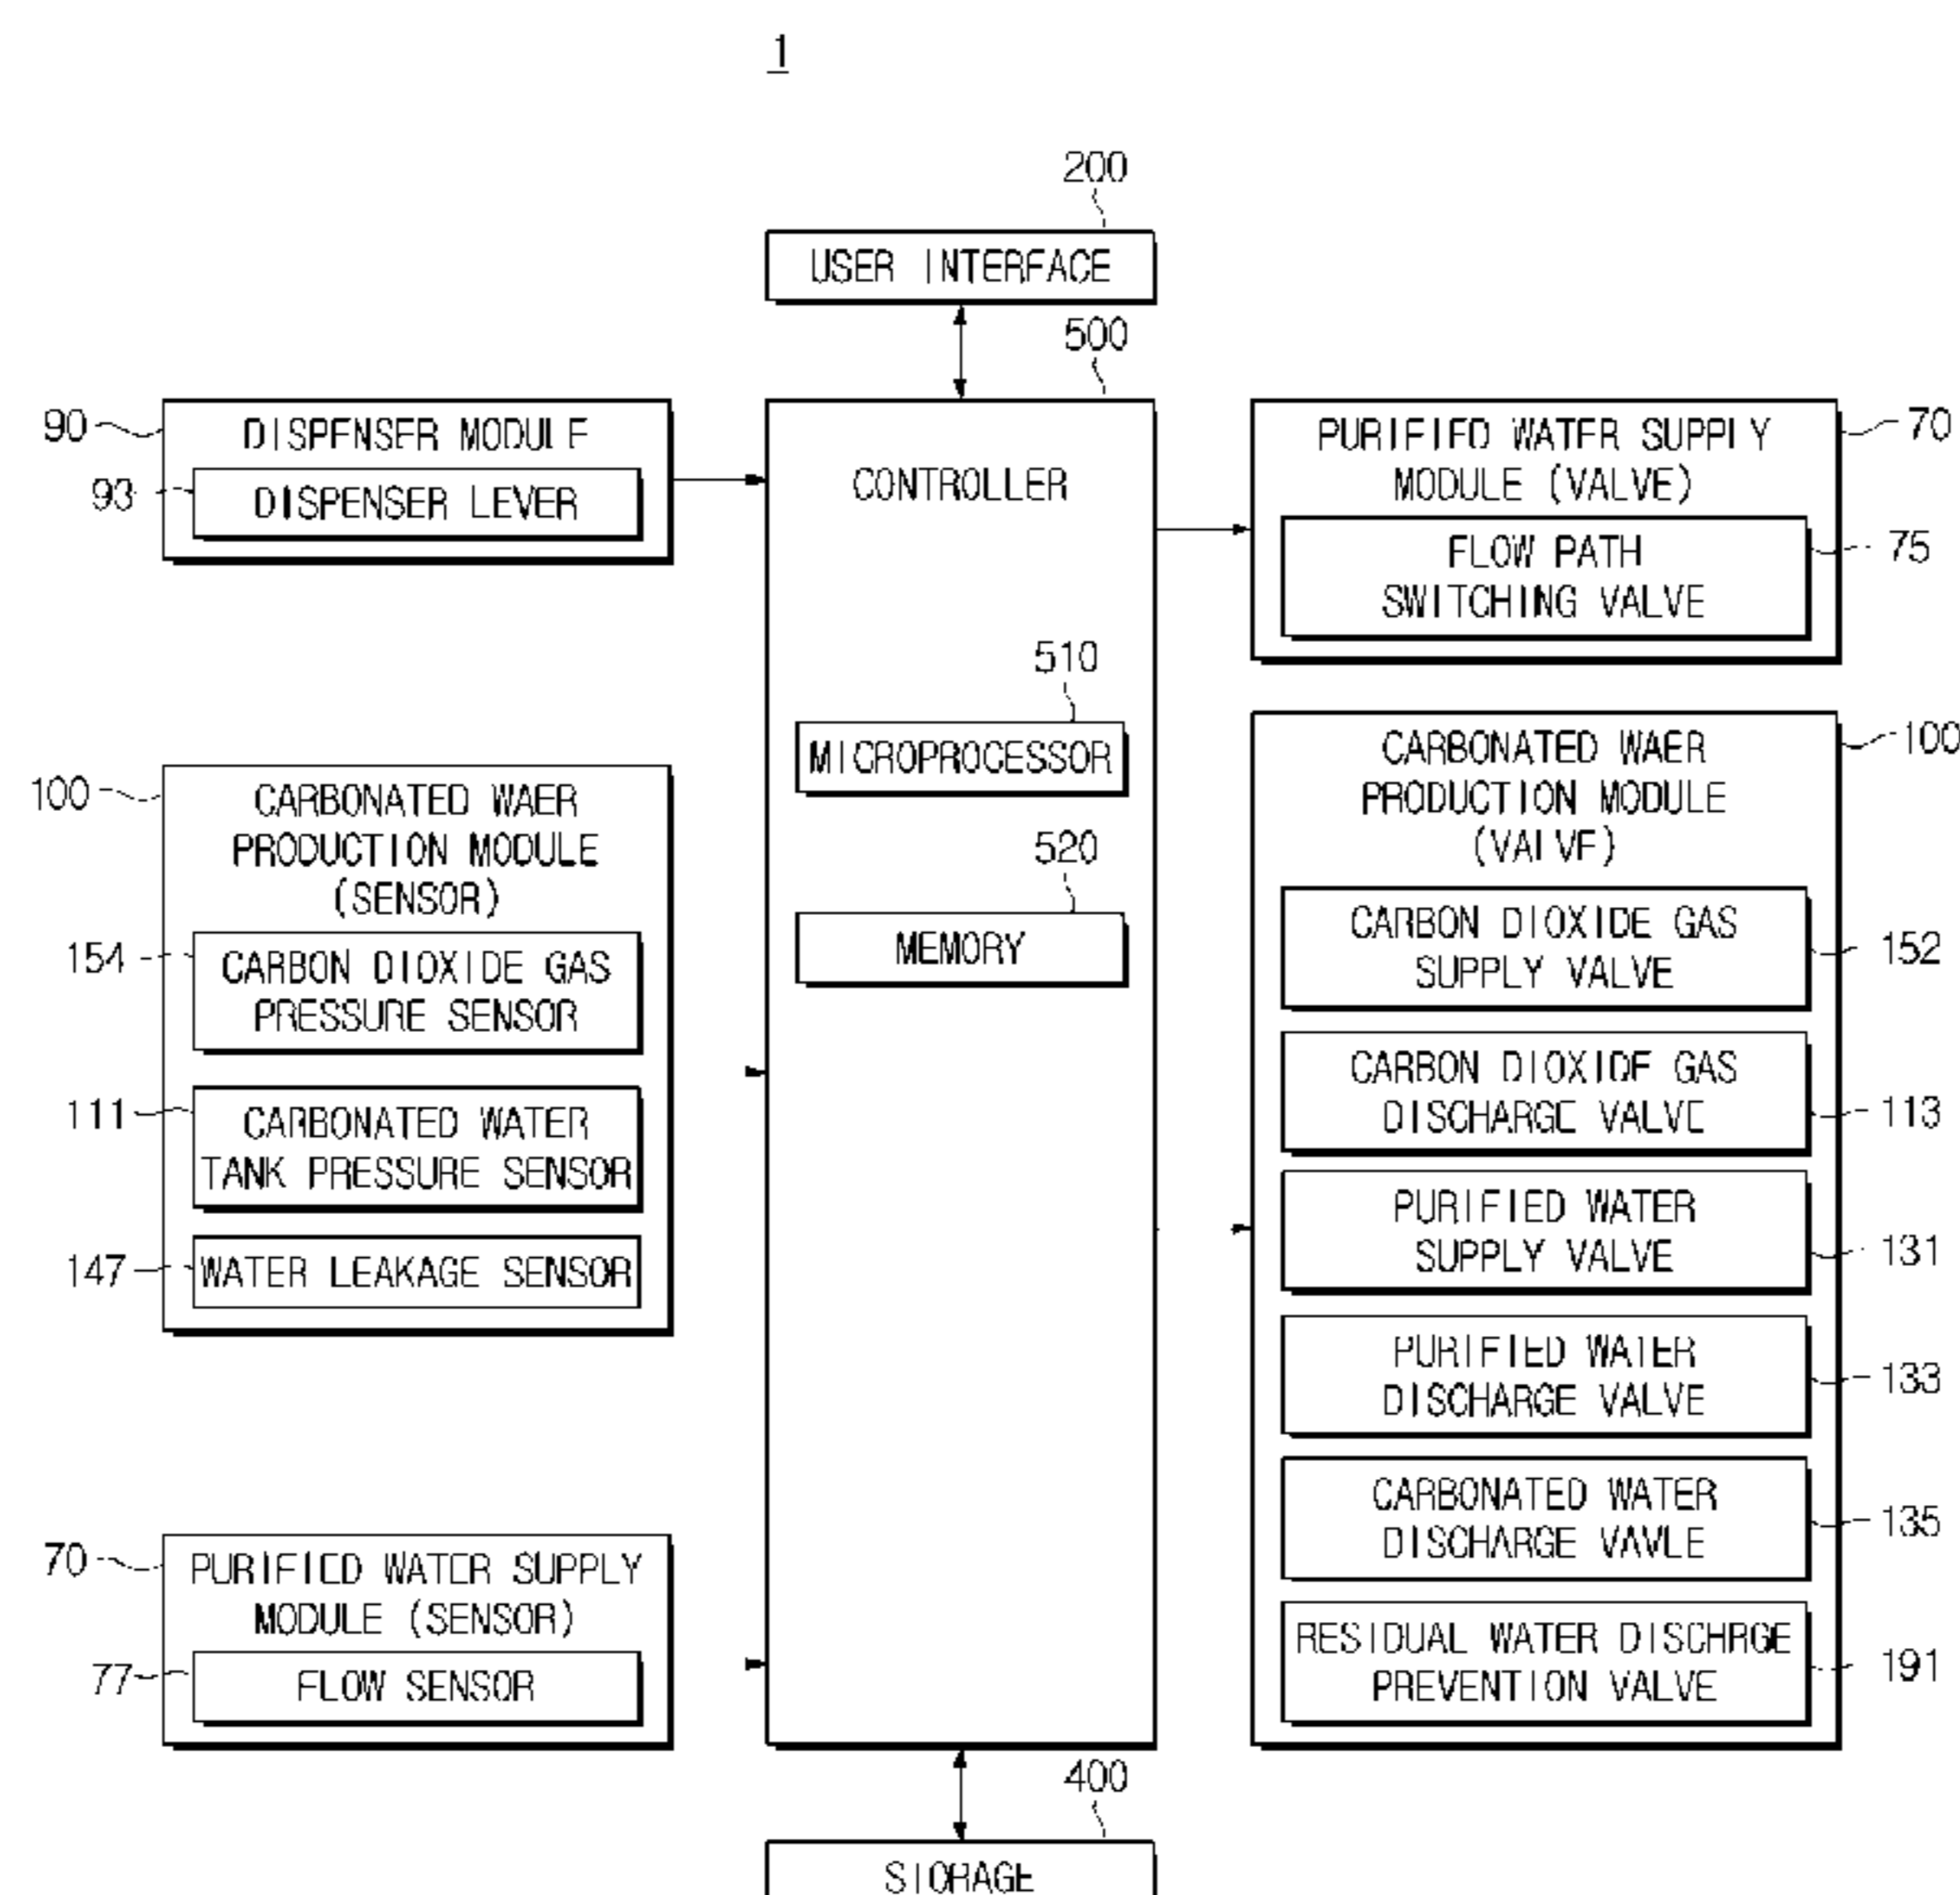 1
200
USER INTERFACE
500
90
DISPENSER MODULE
93
DISPENSER LEVER
CONTROLLER
510
MICROPROCESSOR
520
MEMORY
PURIFIED WATER SUPPLY
MODULE (VALVE)
70
FLOW PATH
SWITCHING VALVE
75
100
CARBONATED WAER
PRODUCTION MODULE
(SENSOR)
154
CARBON DIOXIDE GAS
PRESSURE SENSOR
111
CARBONATED WATER
TANK PRESSURE SENSOR
147
WATER LEAKAGE SENSOR
70
PURIFIED WATER SUPPLY
MODULE (SENSOR)
77
FLOW SENSOR
CARBONATED WAER
PRODUCTION MODULE
(VALVE)
100
CARBON DIOXIDE GAS
SUPPLY VALVE
152
CARBON DIOXIDE GAS
DISCHARGE VALVE
113
PURIFIED WATER
SUPPLY VALVE
131
PURIFIED WATER
DISCHARGE VALVE
133
CARBONATED WATER
DISCHARGE VAVLE
135
RESIDUAL WATER DISCHRGE
PREVENTION VALVE
191
400
STORAGE